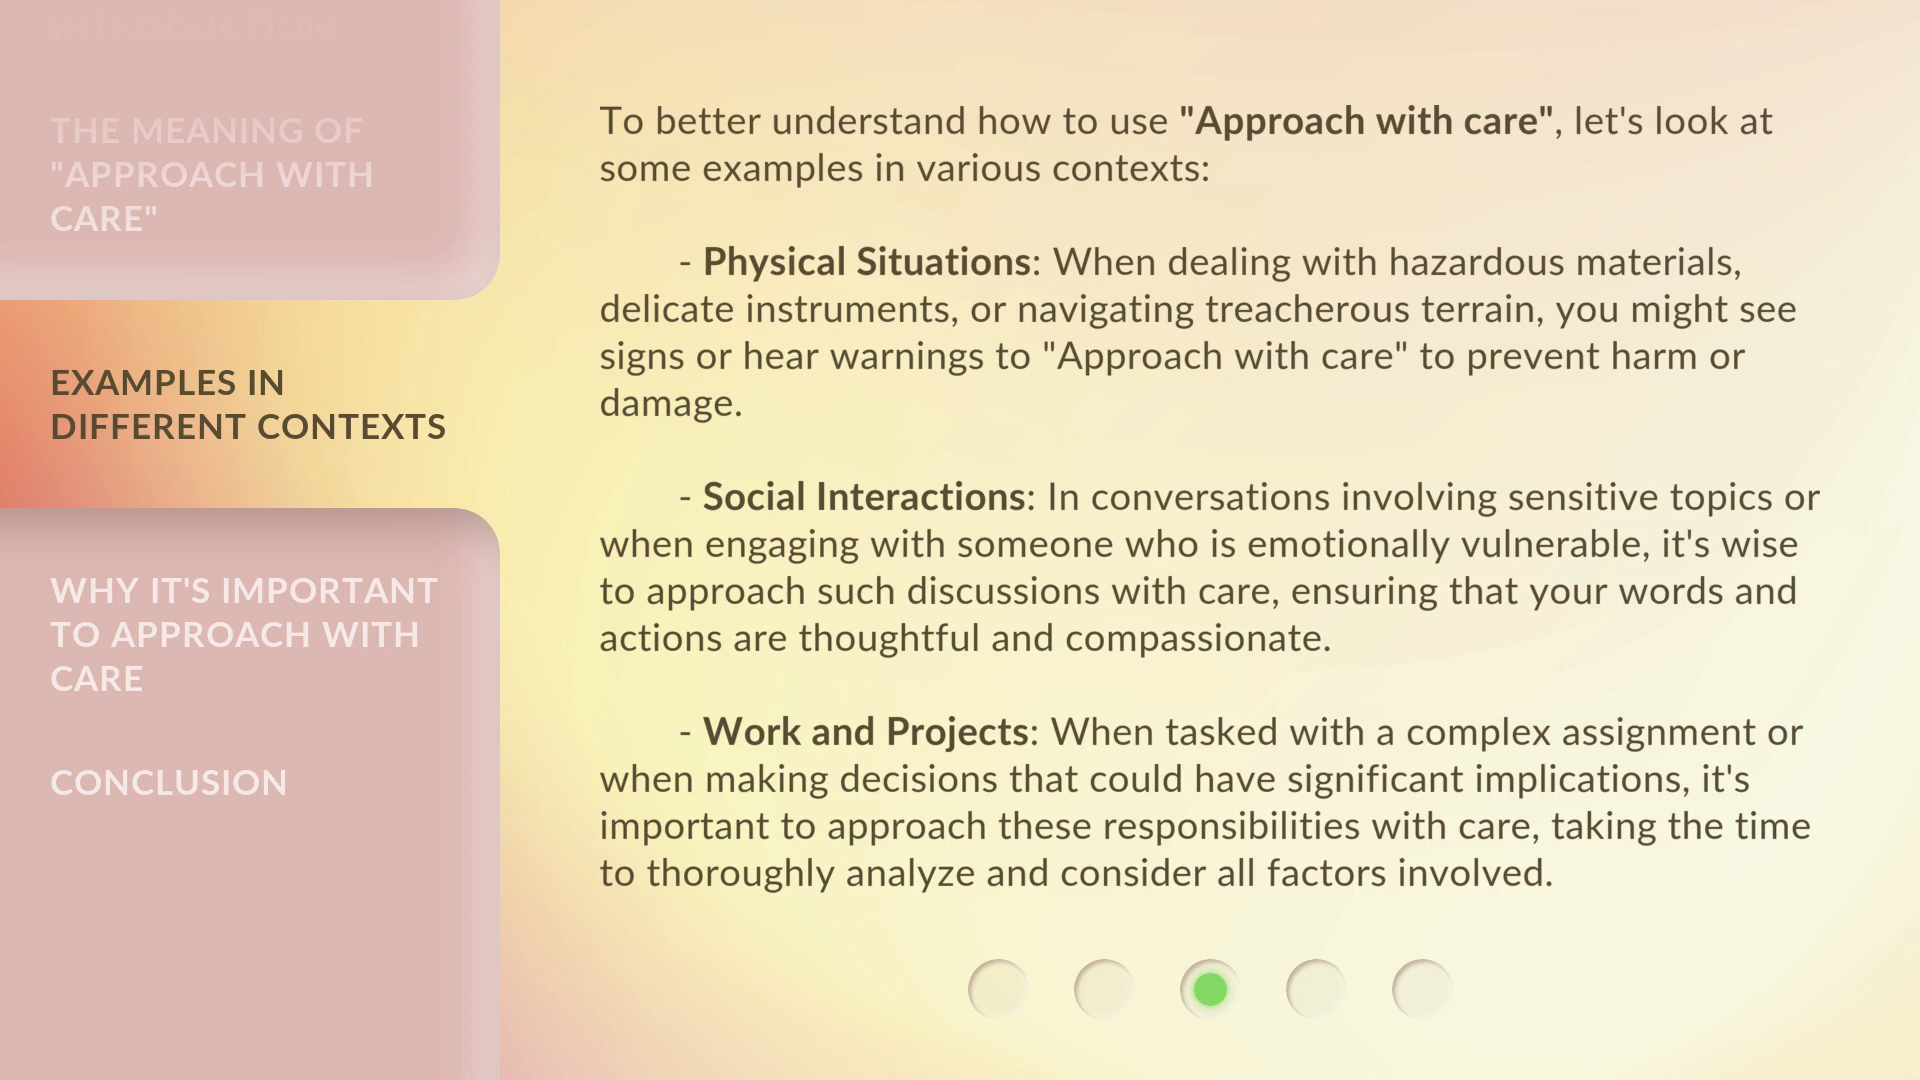 INTRODUCTION
THE MEANING OF
"APPROACH WITH
CARE"
EXAMPLES IN
DIFFERENT CONTEXTS
WHY IT'S IMPORTANT
TO APPROACH WITH
CARE
CONCLUSION
To better understand how to use "Approach with care", let's look at
some examples in various contexts:
- Physical Situations: When dealing with hazardous materials,
delicate instruments, or navigating treacherous terrain, you might see
signs or hear warnings to "Approach with care" to prevent harm or
damage.
- Social Interactions: In conversations involving sensitive topics or
when engaging with someone who is emotionally vulnerable, it's wise
to approach such discussions with care, ensuring that your words and
actions are thoughtful and compassionate.
- Work and Projects: When tasked with a complex assignment or
when making decisions that could have significant implications, it's
important to approach these responsibilities with care, taking the time
to thoroughly analyze and consider all factors involved.